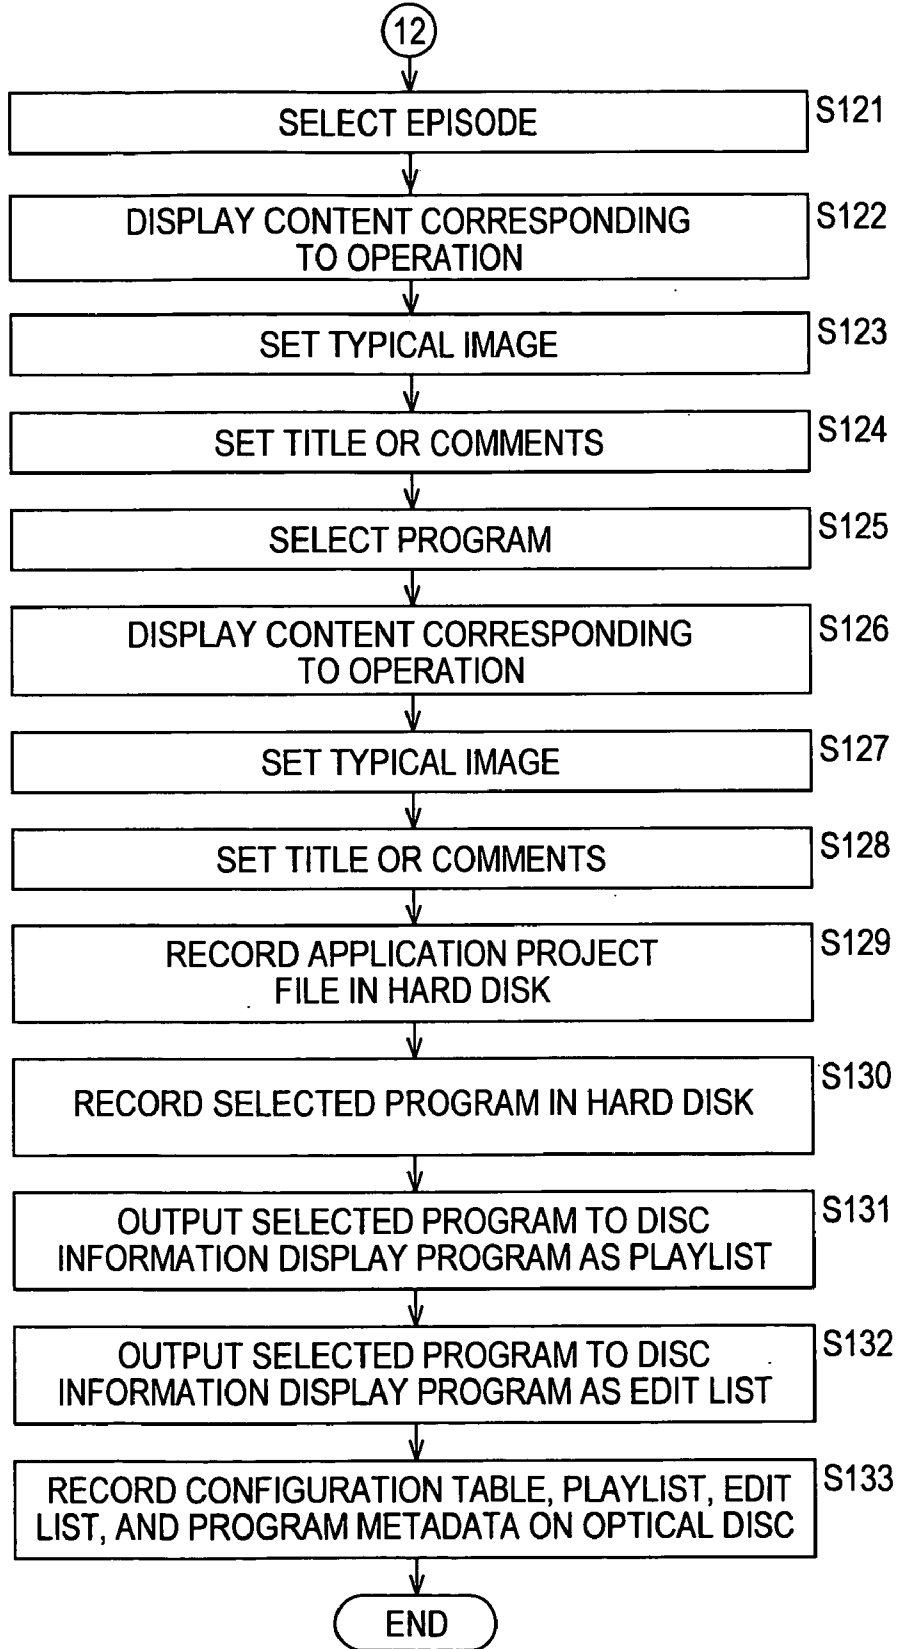 12
SELECT EPISODE
S121
DISPLAY CONTENT CORRESPONDING
TO OPERATION
S122
SET TYPICAL IMAGE
S123
SET TITLE OR COMMENTS
S124
SELECT PROGRAM
S125
DISPLAY CONTENT CORRESPONDING
TO OPERATION
S126
SET TYPICAL IMAGE
S127
SET TITLE OR COMMENTS
S128
RECORD APPLICATION PROJECT
FILE IN HARD DISK
S129
RECORD SELECTED PROGRAM IN HARD DISK
S130
OUTPUT SELECTED PROGRAM TO DISC
INFORMATION DISPLAY PROGRAM AS PLAYLIST
S131
OUTPUT SELECTED PROGRAM TO DISC
INFORMATION DISPLAY PROGRAM AS EDIT LIST
S132
RECORD CONFIGURATION TABLE, PLAYLIST, EDIT
LIST, AND PROGRAM METADATA ON OPTICAL DISC
S133
END